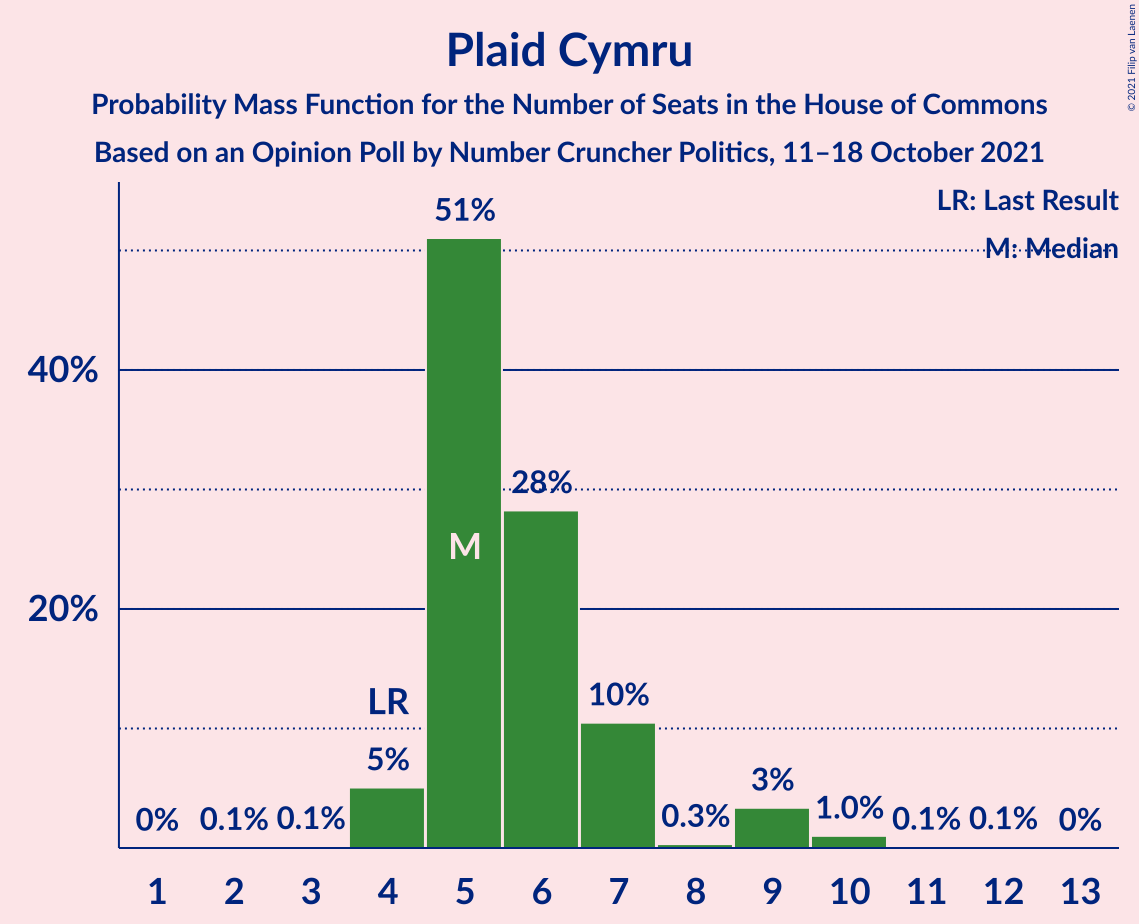 © 2021 Filip van Laenen
Plaid Cymru
Probability Mass Function for the Number of Seats in the House of Commons
Based on an Opinion Poll by Number Cruncher Politics, 11–18 October 2021
LR: Last Result
M: Median
51%
40%
28%
M
20%
LR
10%
5%
3%
0%
0.1%
0.1%
0.3%
1.0%
0.1%
0.1%
0%
1 2 3 4 5 6 7 8 9 10 11 12 13